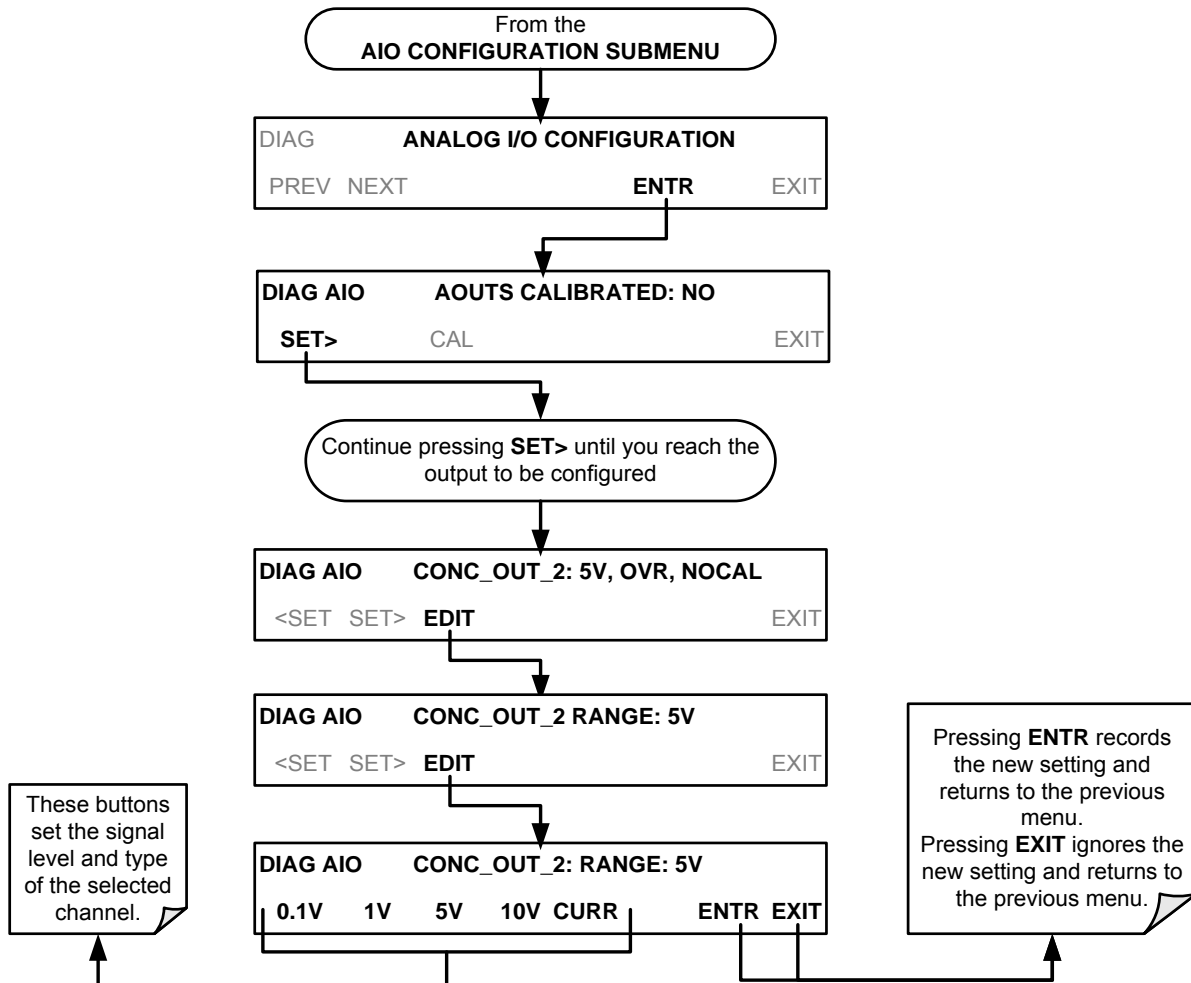 From the
AIO CONFIGURATION SUBMENU
DIAG ANALOG I/O CONFIGURATION
PREV NEXT ENTR EXIT
DIAG AIO AOUTS CALIBRATED: NO
SET> CAL EXIT
Continue pressing SET> until you reach the
output to be configured
DIAG AIO CONC_OUT_2: 5V, OVR, NOCAL
<SET SET> EDIT EXIT
DIAG AIO CONC_OUT_2 RANGE: 5V
<SET SET> EDIT EXIT
These buttons
set the signal
level and type
of the selected
channel.
DIAG AIO CONC_OUT_2: RANGE: 5V
0.1V 1V 5V 10V CURR ENTR EXIT
Pressing ENTR records
the new setting and
returns to the previous
menu.
Pressing EXIT ignores the
new setting and returns to
the previous menu.